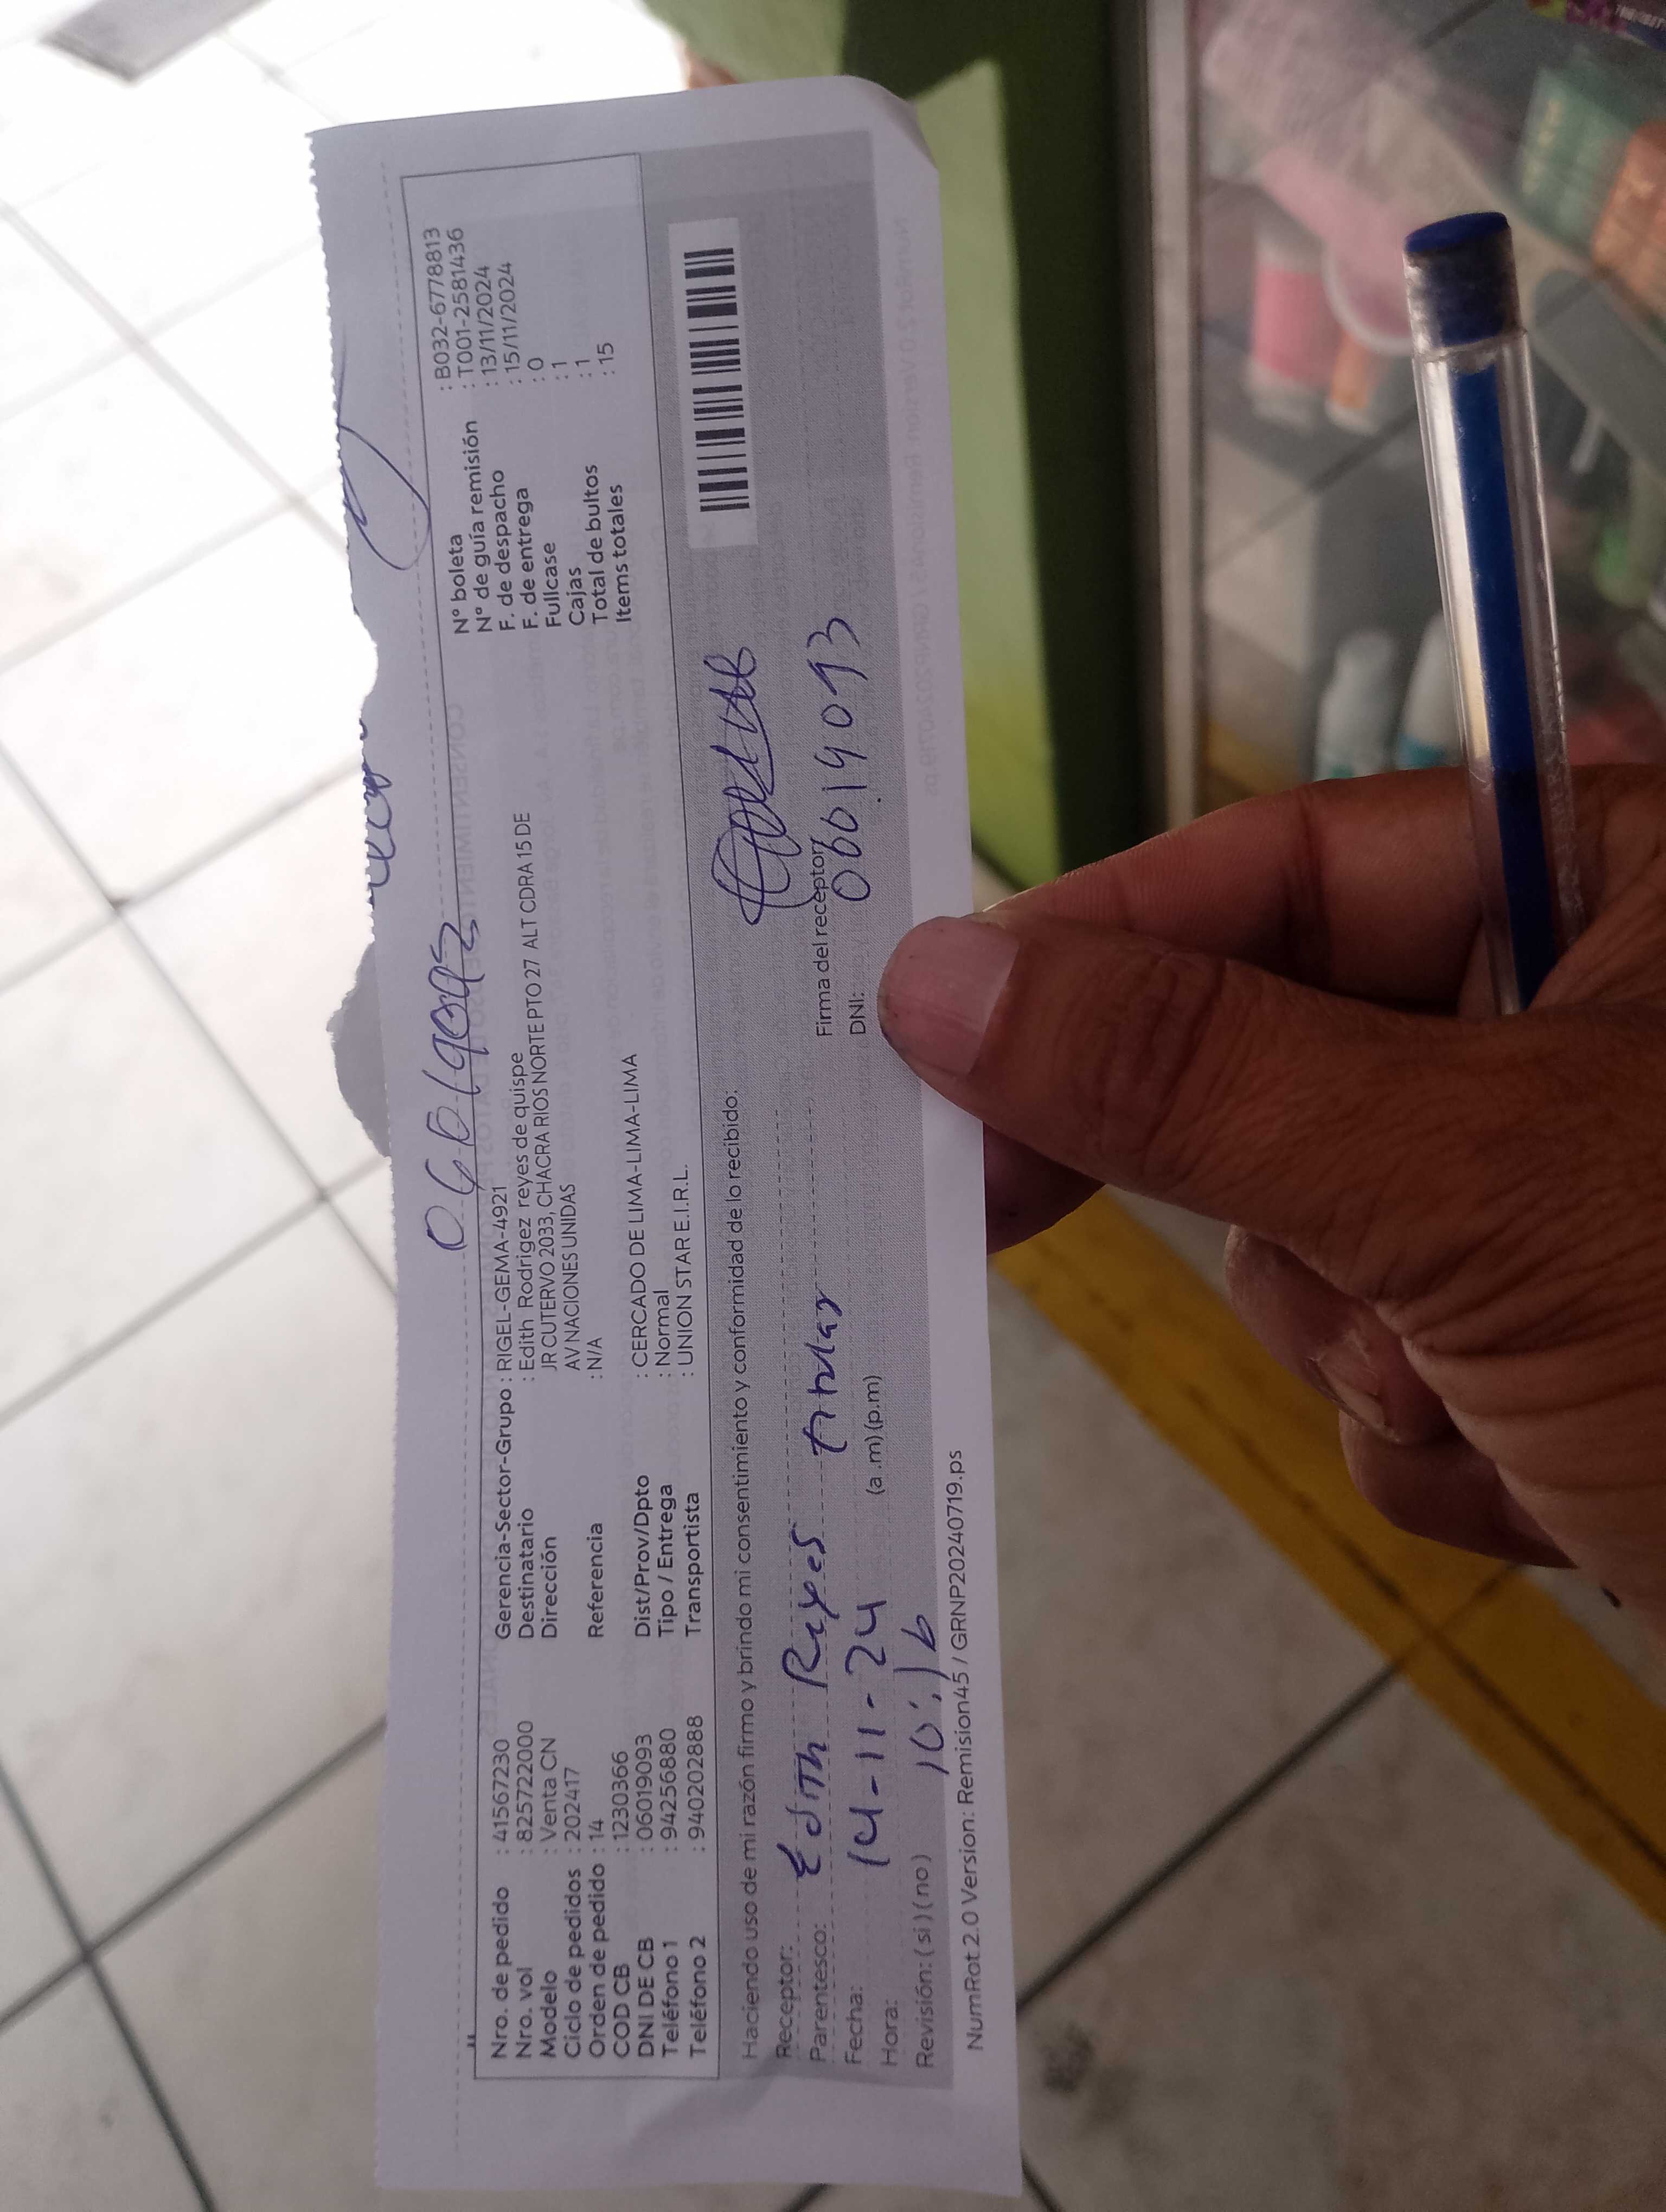 06019093
Nro. de pedido : 41567230
Nro. vol : 825722000
Modelo : Venta CN
Ciclo de pedidos : 202417
Orden de pedido : 14
COD CB : 1230366
DNI DE CB : 06019093
Teléfono 1 : 94256880
Teléfono 2 : 940202888
Gerencia-Sector-Grupo : RIGEL-GEMA-4921
Destinatario : Edith Rodrigez reyes de quispe
Dirección : JR CUTERVO 2033, CHACRA RIOS NORTE PTO 27 ALT CDRA 15 DE
AV NACIONES UNIDAS
Referencia : N/A
Dist/Prov/Dpto : CERCADO DE LIMA-LIMA-LIMA
Tipo / Entrega : Normal
Transportista : UNION STAR E.I.R.L.
N° boleta : B032-6778813
N° de guía remisión : T001-2581436
F. de despacho : 13/11/2024
F. de entrega : 15/11/2024
Fullcase : 0
Cajas : 1
Total de bultos : 1
Items totales : 15
Haciendo uso de mi razón firmo y brindo mi consentimiento y conformidad de lo recibido:
Receptor:
Parentesco: Edith Reyes titular
Fecha: 14-11-24
Hora: 10:16 (a .m) (p.m)
Revisión: ( si ) ( no )
Firma del receptor
DNI: 06019093
NumRot 2.0 Version: Remision45 / GRNP20240719.ps